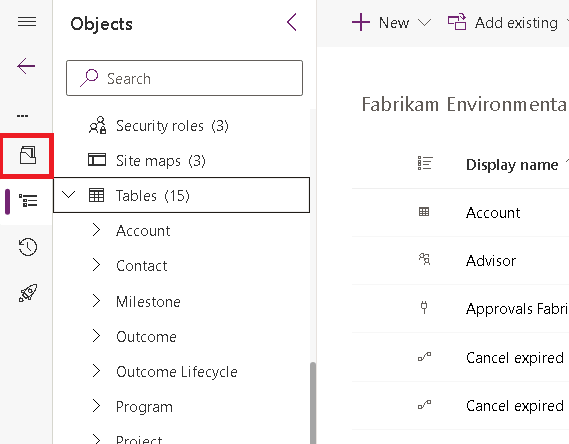 Objects
New
Add existing
Search
Fabrikam Environmenta
Security roles (3)
Site maps (3)
Display name
Tables (15)
Account
Account
Contact
Advisor
Milestone
Approvals Fabri
Outcome
Cancel expired
Outcome Lifecycle
Program
Cancel expired
Project